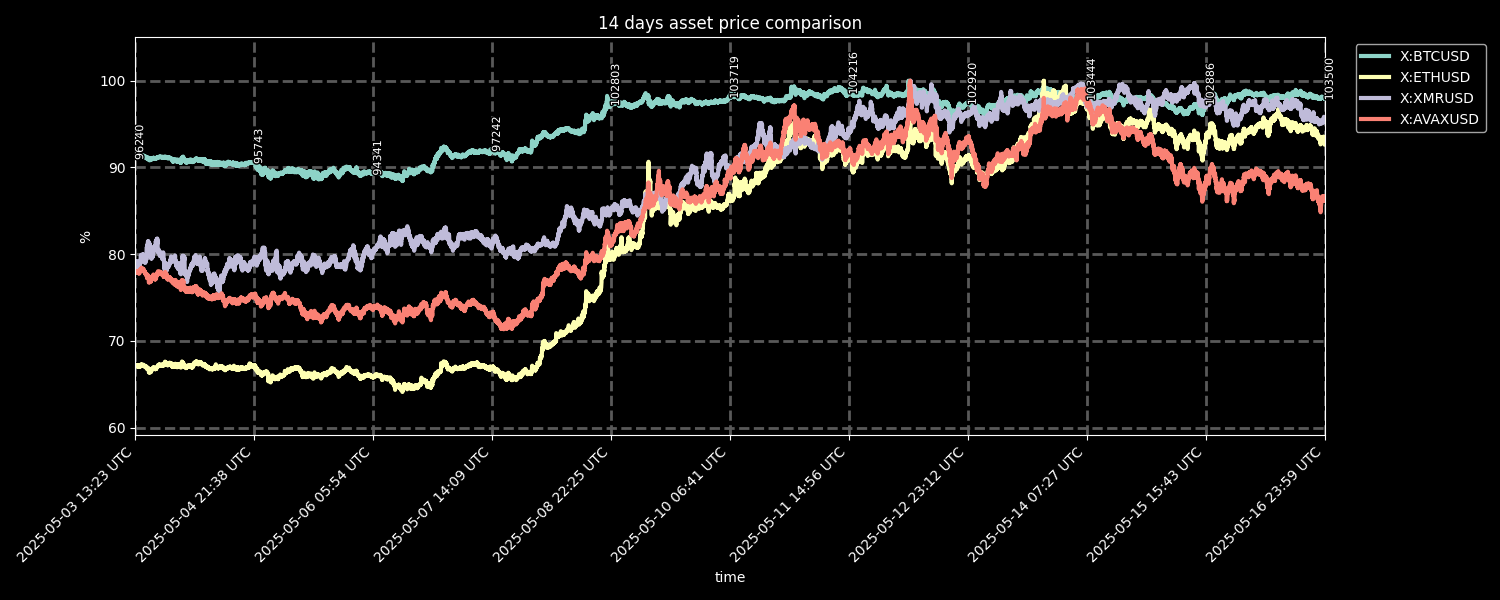 14 days asset price comparison
X:BTCUSD
X:ETHUSD
X:XMRUSD
X:AVAXUSD
100
90
80
70
60
%
96240
95743
94341
97242
102803
103719
104216
102920
103444
102886
103500
2025-05-03 13:23 UTC
2025-05-04 21:38 UTC
2025-05-06 05:54 UTC
2025-05-07 14:09 UTC
2025-05-08 22:25 UTC
2025-05-10 06:41 UTC
2025-05-11 14:56 UTC
2025-05-12 23:12 UTC
2025-05-14 07:27 UTC
2025-05-15 15:43 UTC
2025-05-16 23:59 UTC
time